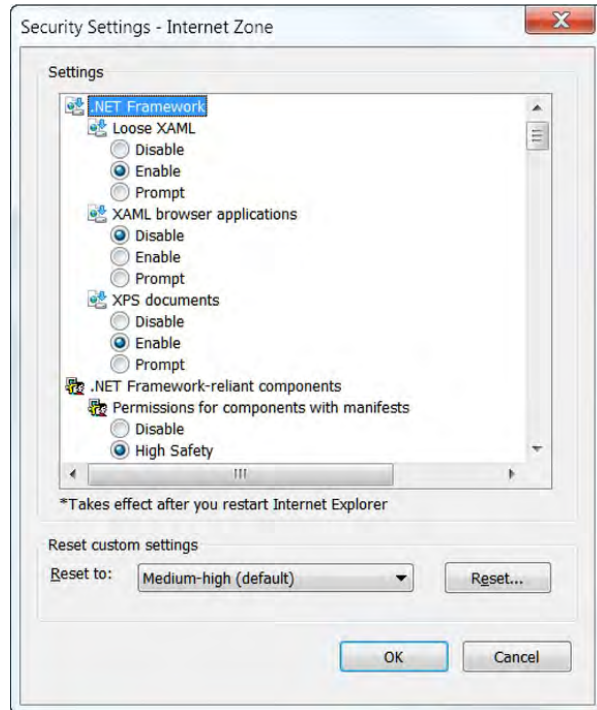 Security Settings - Internet Zone
Settings
.NET Framework
Loose XAML
Disable
Enable
Prompt
XAML browser applications
Disable
Enable
Prompt
XPS documents
Disable
Enable
Prompt
.NET Framework-reliant components
Permissions for components with manifests
Disable
High Safety
*Takes effect after you restart Internet Explorer
Reset custom settings
Reset to: Medium-high (default) Reset...
OK Cancel